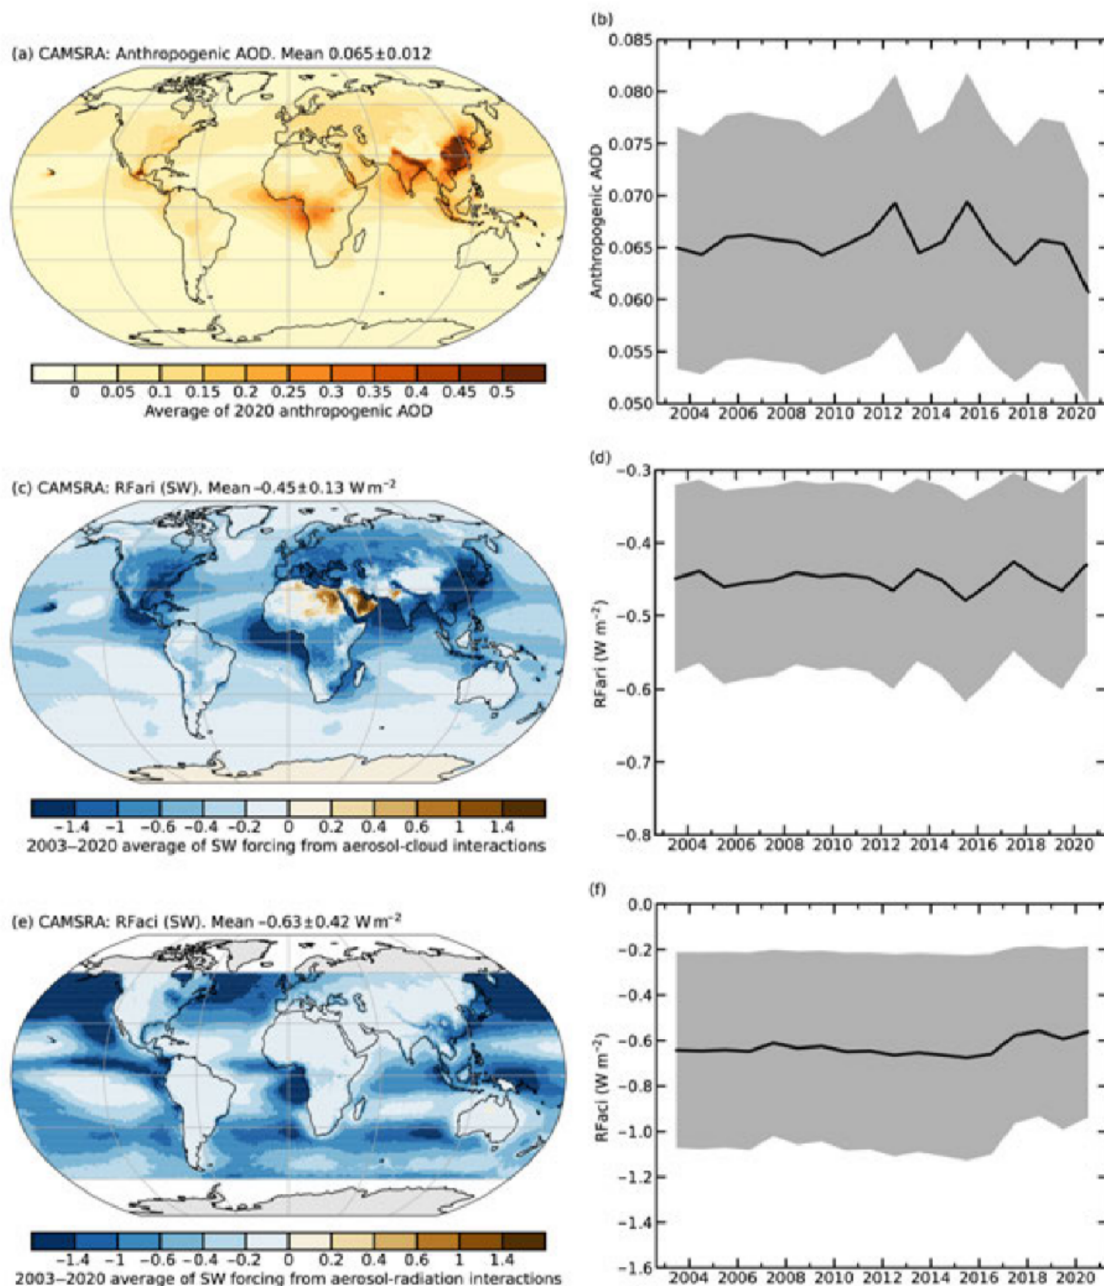 (a) CAMSRA: Anthropogenic AOD. Mean 0.065±0.012
0 0.05 0.1 0.15 0.2 0.25 0.3 0.35 0.4 0.45 0.5
Average of 2020 anthropogenic AOD
(b)
0.085
0.080
0.075
0.070
0.065
0.060
0.055
0.050
Anthropogenic AOD
2004 2006 2008 2010 2012 2014 2016 2018 2020
(c) CAMSRA: RFari (SW). Mean −0.45±0.13 W m⁻²
−1.4 −1 −0.6 −0.4 −0.2 0 0.2 0.4 0.6 1 1.4
2003–2020 average of SW forcing from aerosol-cloud interactions
(d)
−0.3
−0.4
−0.5
−0.6
−0.7
−0.8
RFari (W m⁻²)
2004 2006 2008 2010 2012 2014 2016 2018 2020
(e) CAMSRA: RFaci (SW). Mean −0.63±0.42 W m⁻²
−1.4 −1 −0.6 −0.4 −0.2 0 0.2 0.4 0.6 1 1.4
2003–2020 average of SW forcing from aerosol-radiation interactions
(f)
0.0
−0.2
−0.4
−0.6
−0.8
−1.0
−1.2
−1.4
−1.6
RFaci (W m⁻²)
2004 2006 2008 2010 2012 2014 2016 2018 2020